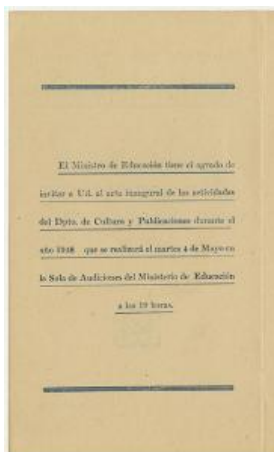 El Ministro de Educación tiene el agrado de
invitar a Ud. al acto inaugural de las actividades
del Dpto. de Cultura y Publicaciones durante el
año 1948 que se realizará el martes 4 de Mayo en
la Sala de Audiciones del Ministerio de Educación
a las 19 horas.